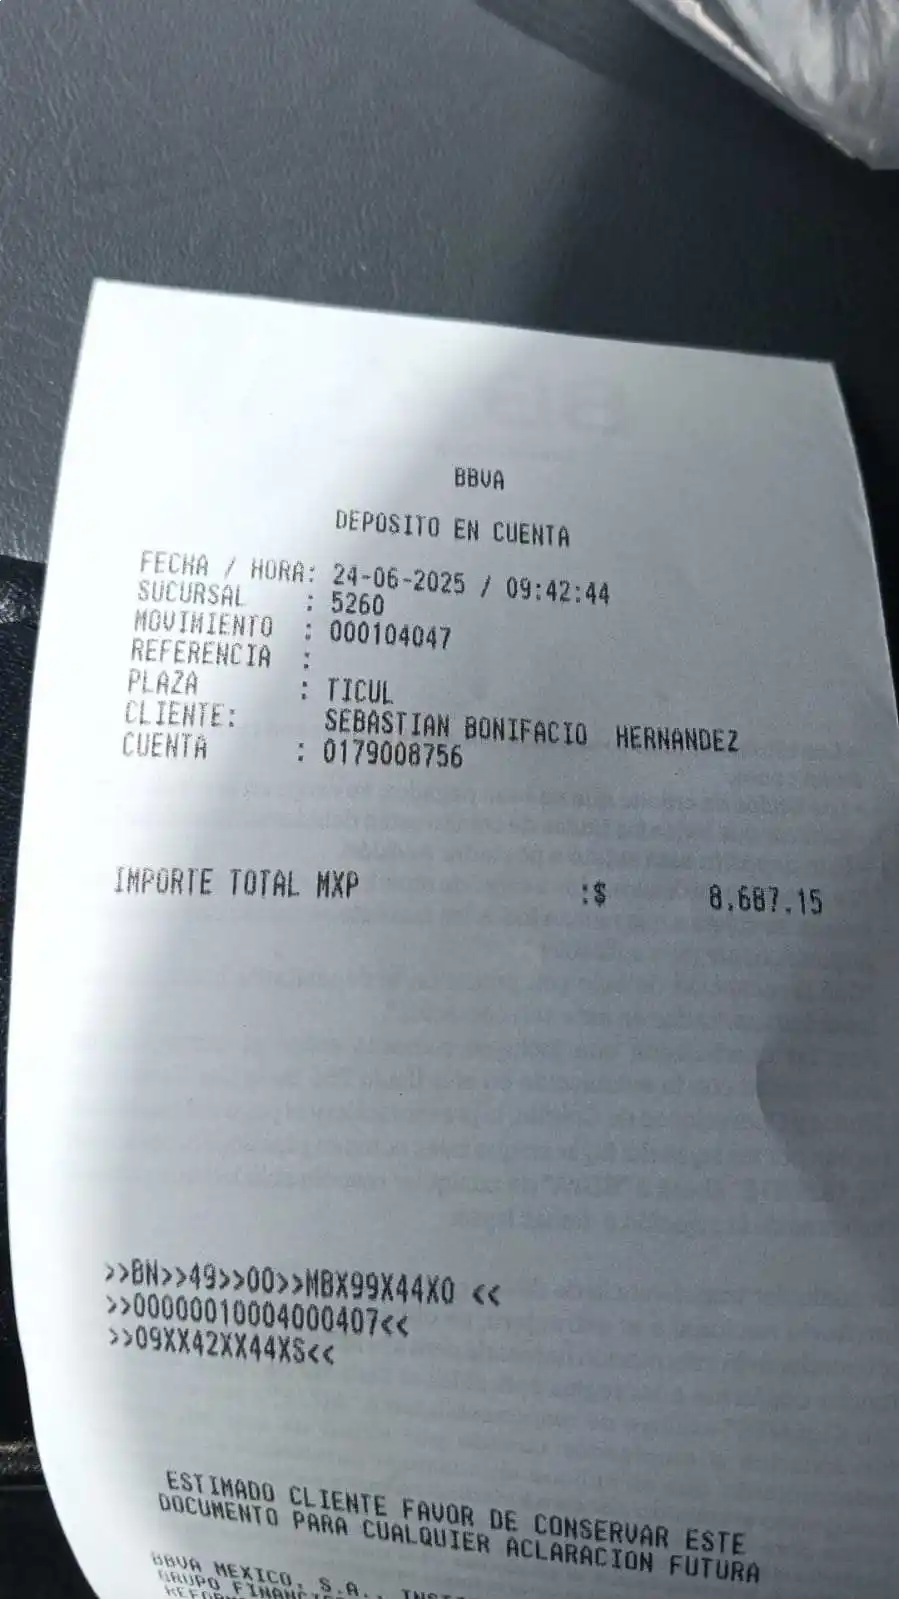 BBVA
DEPOSITO EN CUENTA
FECHA / HORA: 24-06-2025 / 09:42:44
SUCURSAL : 5260
MOVIMIENTO : 000104047
REFERENCIA :
PLAZA : TICUL
CLIENTE: SEBASTIAN BONIFACIO HERNANDEZ
CUENTA : 0179008756
IMPORTE TOTAL MXP :$ 8,687.15
>>BN>>49>>00>>MBX99X44XO <<
>>00000010004000407<<
>>09XX42XX44XS<<
ESTIMADO CLIENTE FAVOR DE CONSERVAR ESTE
DOCUMENTO PARA CUALQUIER ACLARACION FUTURA
BBVA MEXICO, S.A.,
GRUPO